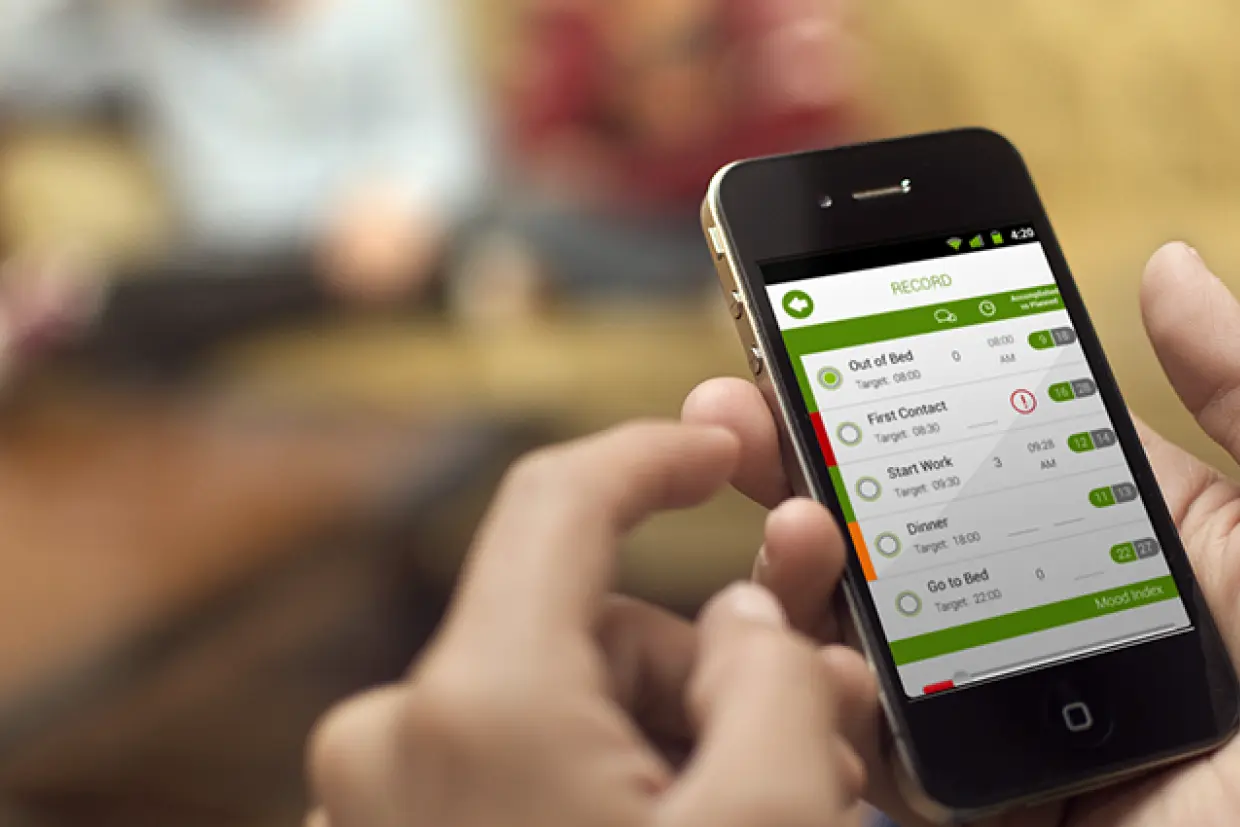 4:20
RECORD
Accomplished
vs Planned
Out of Bed 0 08:00 AM 9 18
Target: 08:00
First Contact 16 28
Target: 08:30
Start Work 3 09:28 AM 12 14
Target: 09:30
Dinner 11 13
Target: 18:00
Go to Bed 0 22 27
Target: 22:00
Mood Index